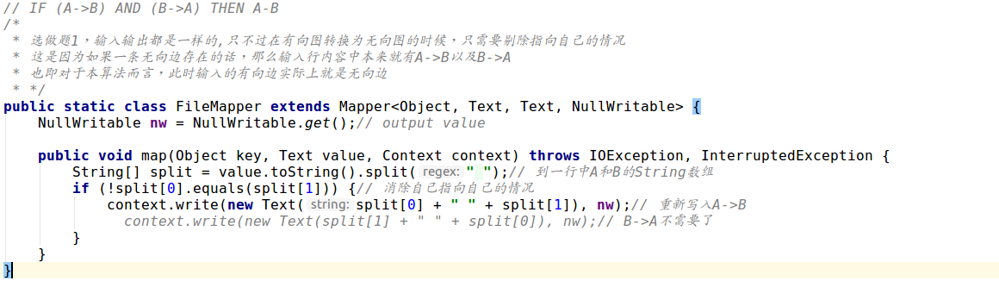 // IF (A->B) AND (B->A) THEN A-B
/*
 * 选做题1，输入输出都是一样的,只不过在有向图转换为无向图的时候，只需要剔除指向自己的情况
 * 这是因为如果一条无向边存在的话，那么输入行内容中本来就有A->B以及B->A
 * 也即对于本算法而言，此时输入的有向边实际上就是无向边
 * */
public static class FileMapper extends Mapper<Object, Text, Text, NullWritable> {
    NullWritable nw = NullWritable.get();// output value
    public void map(Object key, Text value, Context context) throws IOException, InterruptedException {
        String[] split = value.toString().split( regex: " ");// 到一行中A和B的String数组
        if (!split[0].equals(split[1])) {// 消除自己指向自己的情况
            context.write(new Text( string: split[0] + " " + split[1]), nw);// 重新写入A->B
              context.write(new Text(split[1] + " " + split[0]), nw);// B->A不需要了
        }
    }
}